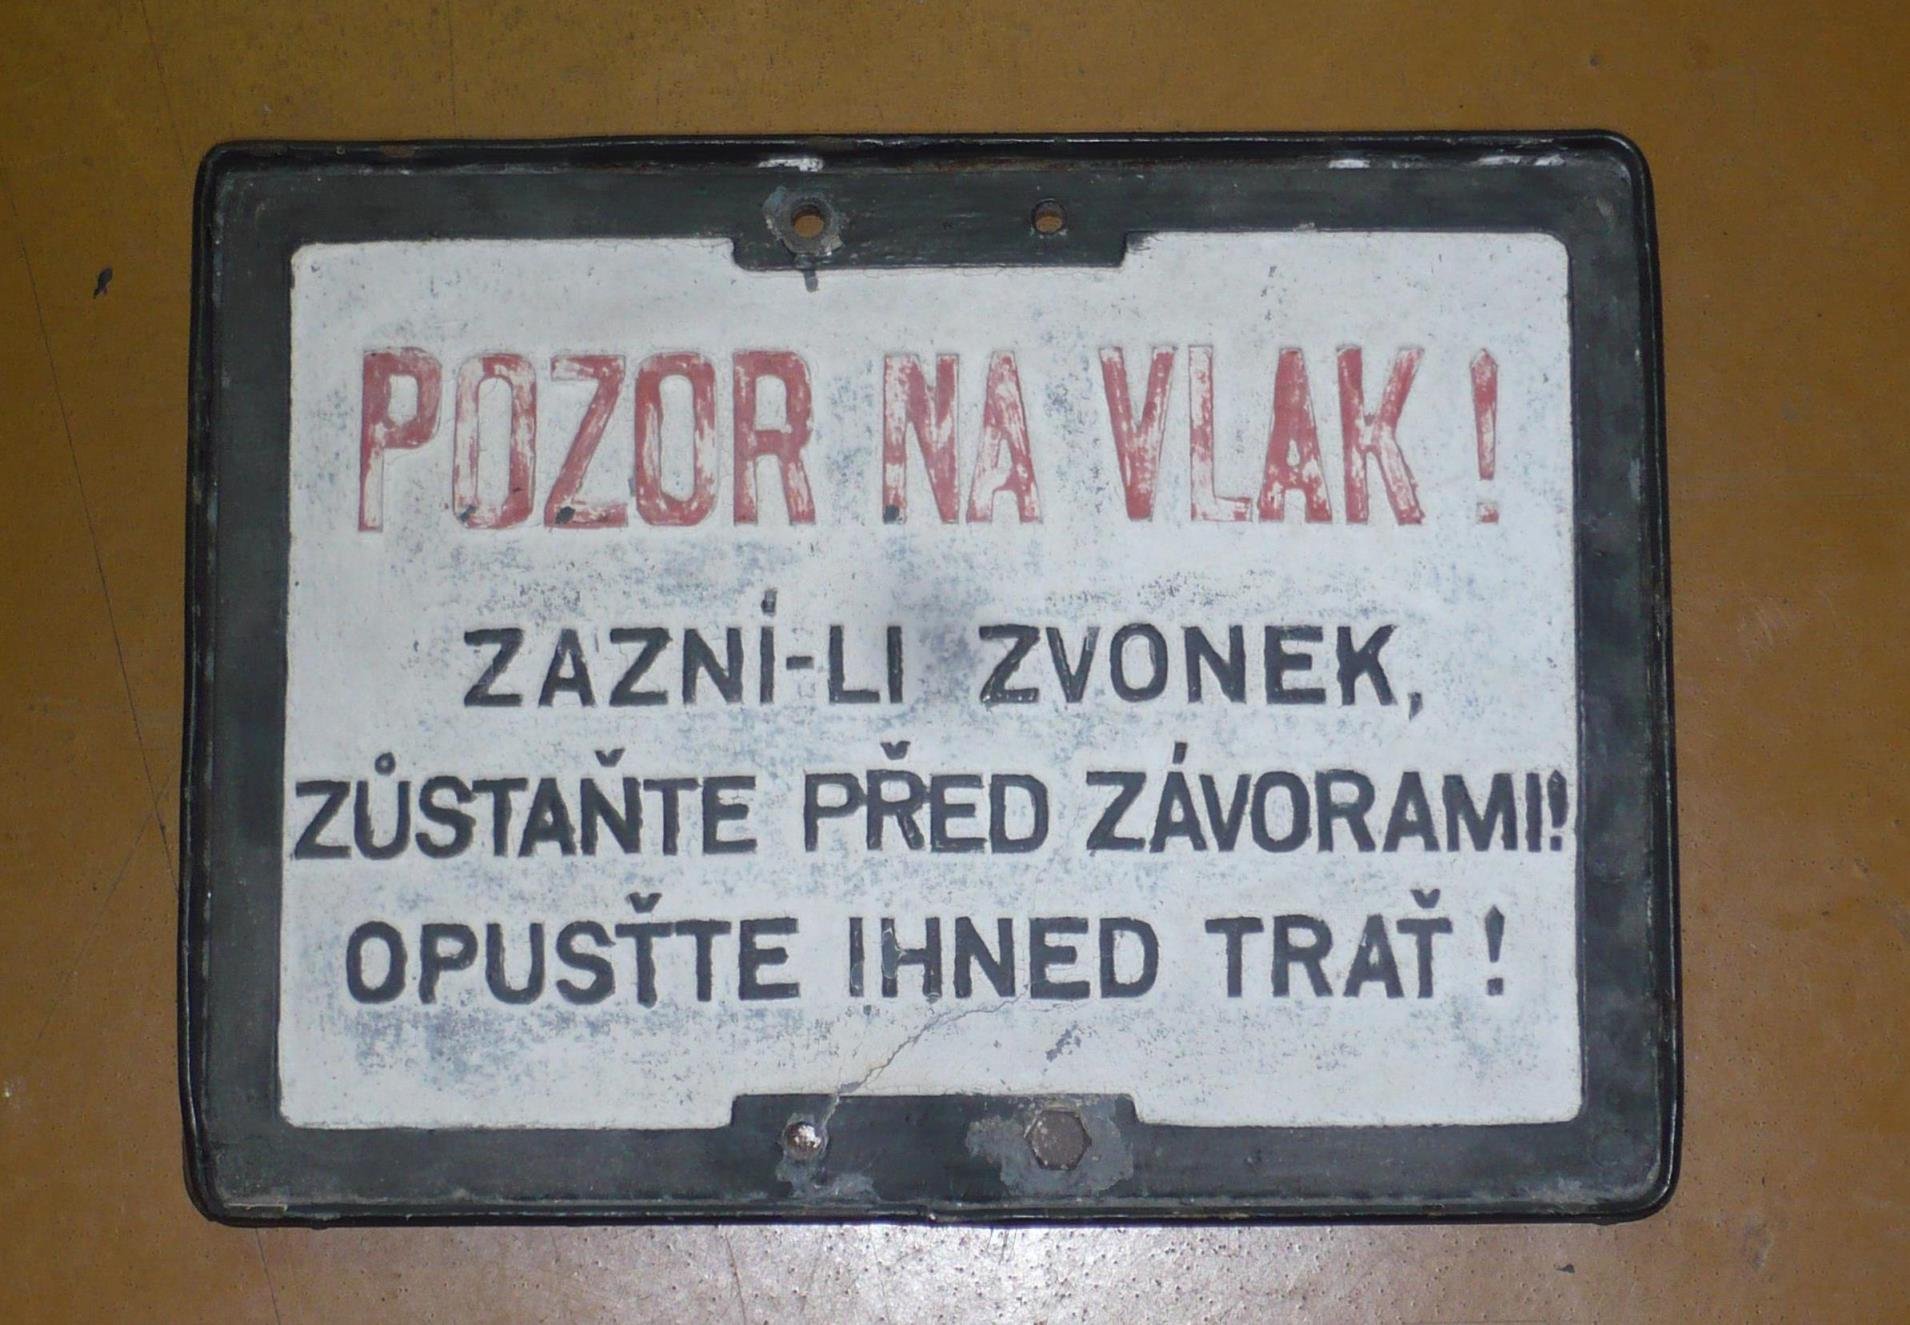 POZOR NA VLAK !
ZAZNÍ-LI ZVONEK,
ZŮSTAŇTE PŘED ZÁVORAMI!
OPUSŤTE IHNED TRAŤ !